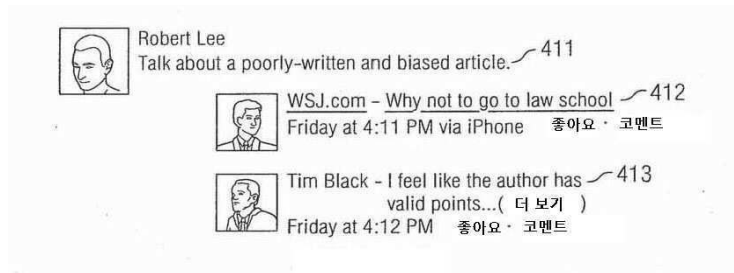 Robert Lee
Talk about a poorly-written and biased article. 411
WSJ.com – Why not to go to law school 412
Friday at 4:11 PM via iPhone 좋아요 · 코멘트
Tim Black - I feel like the author has 413
valid points...( 더 보기 )
Friday at 4:12 PM 좋아요 · 코멘트